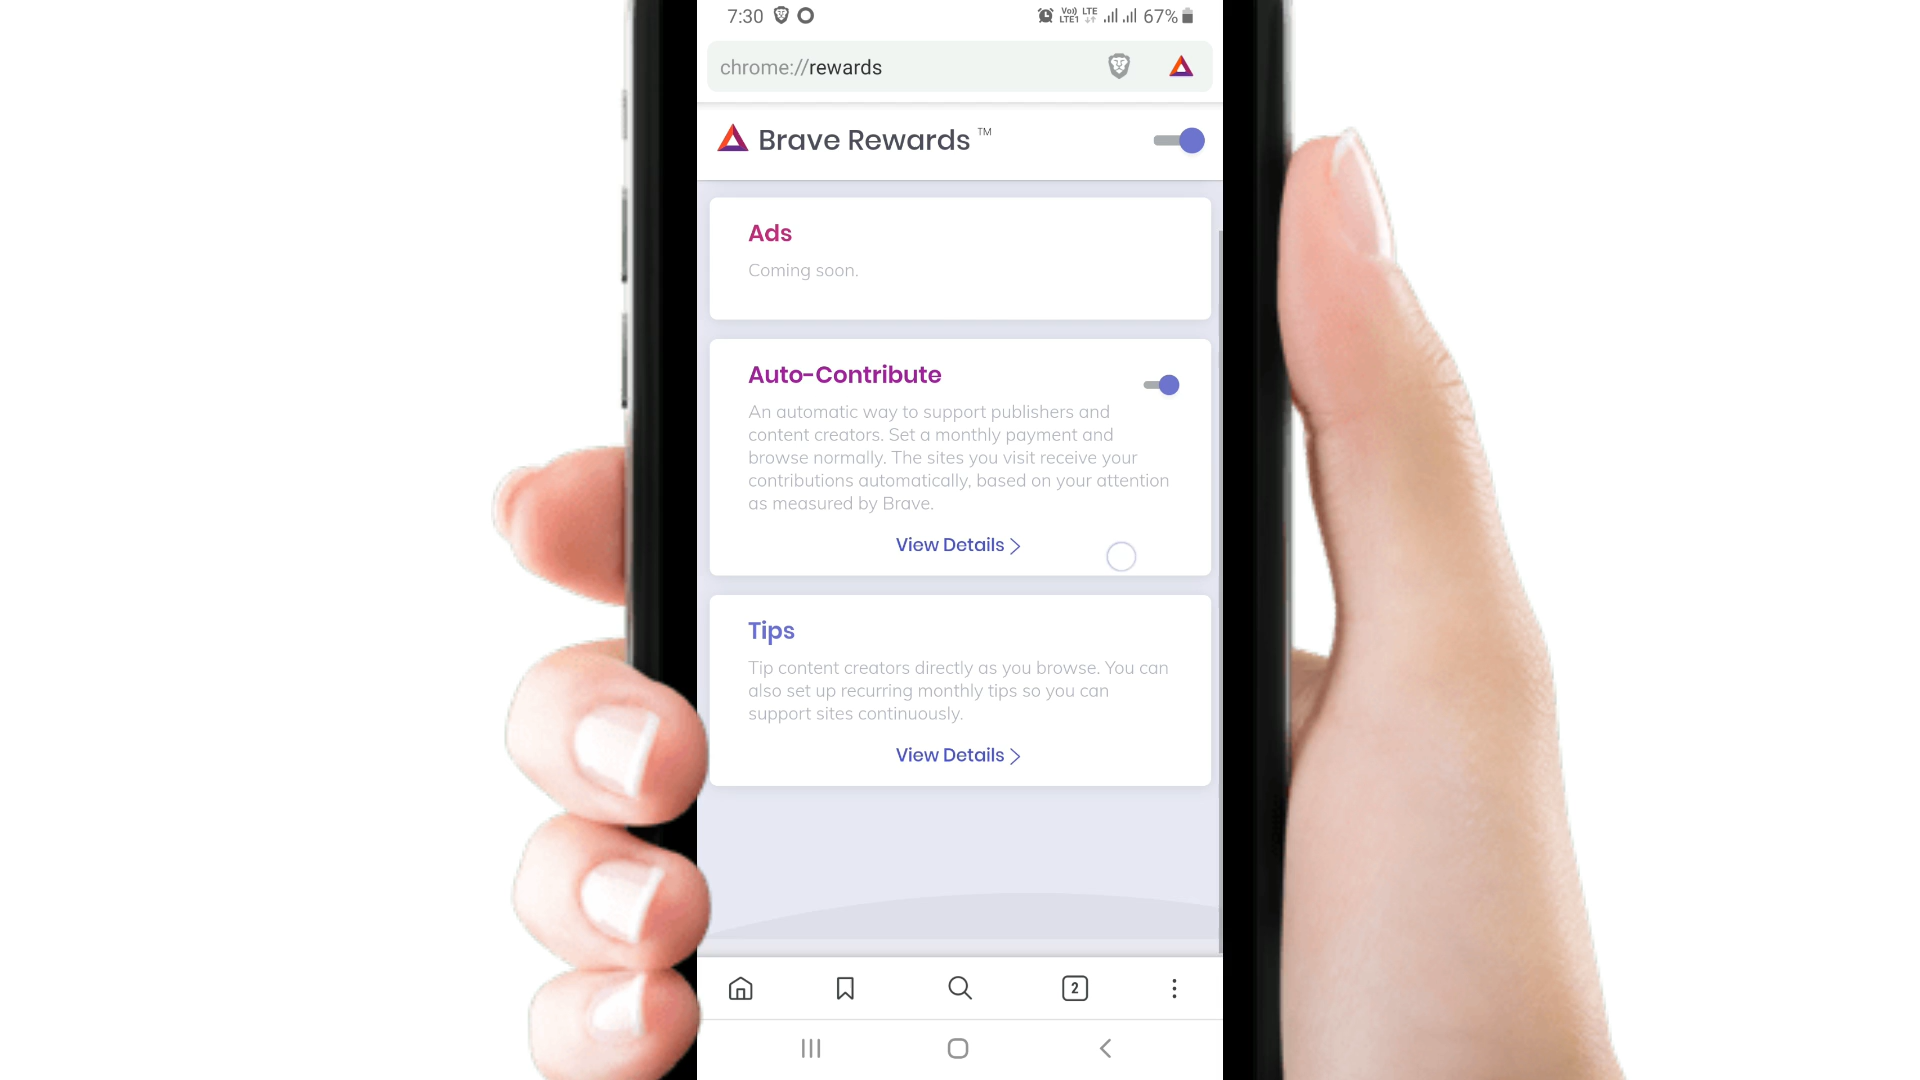 7:30 Vo) LTE 67%
LTE1
chrome://rewards
Brave Rewards ™
Ads
Coming soon.
Auto-Contribute
An automatic way to support publishers and
content creators. Set a monthly payment and
browse normally. The sites you visit receive your
contributions automatically, based on your attention
as measured by Brave.
View Details
Tips
Tip content creators directly as you browse. You can
also set up recurring monthly tips so you can
support sites continuously.
View Details
2